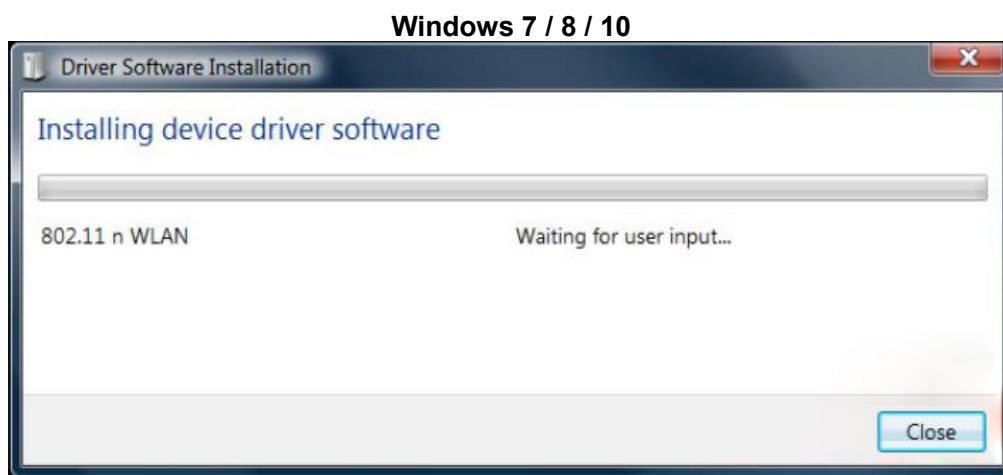 Windows 7 / 8 / 10
Driver Software Installation
Installing device driver software
802.11 n WLAN Waiting for user input...
Close